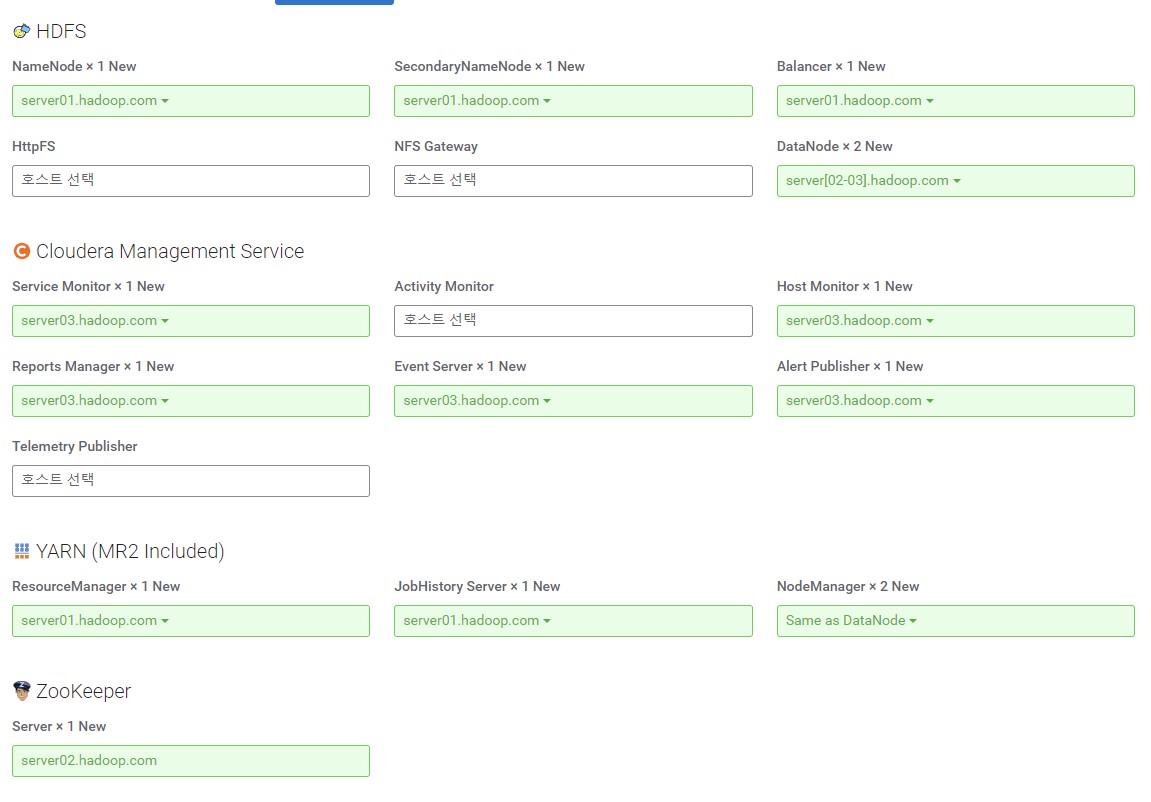 HDFS
NameNode × 1 New
SecondaryNameNode × 1 New
Balancer × 1 New
server01.hadoop.com
server01.hadoop.com
server01.hadoop.com
HttpFS
NFS Gateway
DataNode × 2 New
호스트 선택
호스트 선택
server[02-03].hadoop.com
Cloudera Management Service
Service Monitor × 1 New
Activity Monitor
Host Monitor × 1 New
server03.hadoop.com
호스트 선택
server03.hadoop.com
Reports Manager × 1 New
Event Server × 1 New
Alert Publisher × 1 New
server03.hadoop.com
server03.hadoop.com
server03.hadoop.com
Telemetry Publisher
호스트 선택
YARN (MR2 Included)
ResourceManager × 1 New
JobHistory Server × 1 New
NodeManager × 2 New
server01.hadoop.com
server01.hadoop.com
Same as DataNode
ZooKeeper
Server × 1 New
server02.hadoop.com